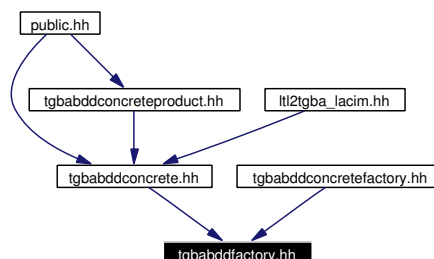 public.hh
tgbabddconcreteproduct.hh
ltl2tgba_lacim.hh
tgbabddconcrete.hh
tgbabddconcretefactory.hh
tgbabddfactory.hh